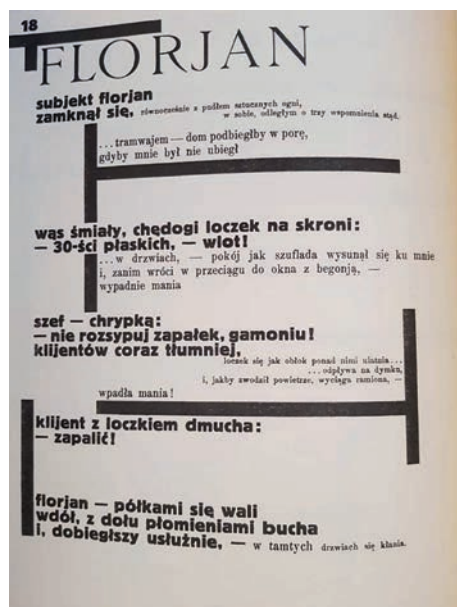 18
FLORJAN
subjekt florjan
zamknął się, równocześnie z pudłem sztucznych ogni,
w sobie, odległym o trzy wspomnienia stąd.
...tramwajem — dom podbiegłby w porę,
gdyby mnie był nie ubiegł
wąs śmiały, chędogi loczek na skroni:
— 30-ści płaskich, — wlot!
...w drzwiach, — pokój jak szuflada wysunął się ku mnie
i, zanim wróci w przeciągu do okna z begonją, —
wypadnie mania
szef — chrypką:
— nie rozsypuj zapałek, gamoniu!
klijentów coraz tłumniej,
loczek się jak obłok ponad nimi ulatnia...
...odpływa na dymku,
i, jakby zwodził powietrze, wyciąga ramiona, —
wpadła mania!
klijent z loczkiem dmucha:
— zapalić!
florjan — półkami się wali
wdół, z dołu płomieniami bucha
i, dobiegłszy usłużnie, — w tamtych drzwiach się kłania.